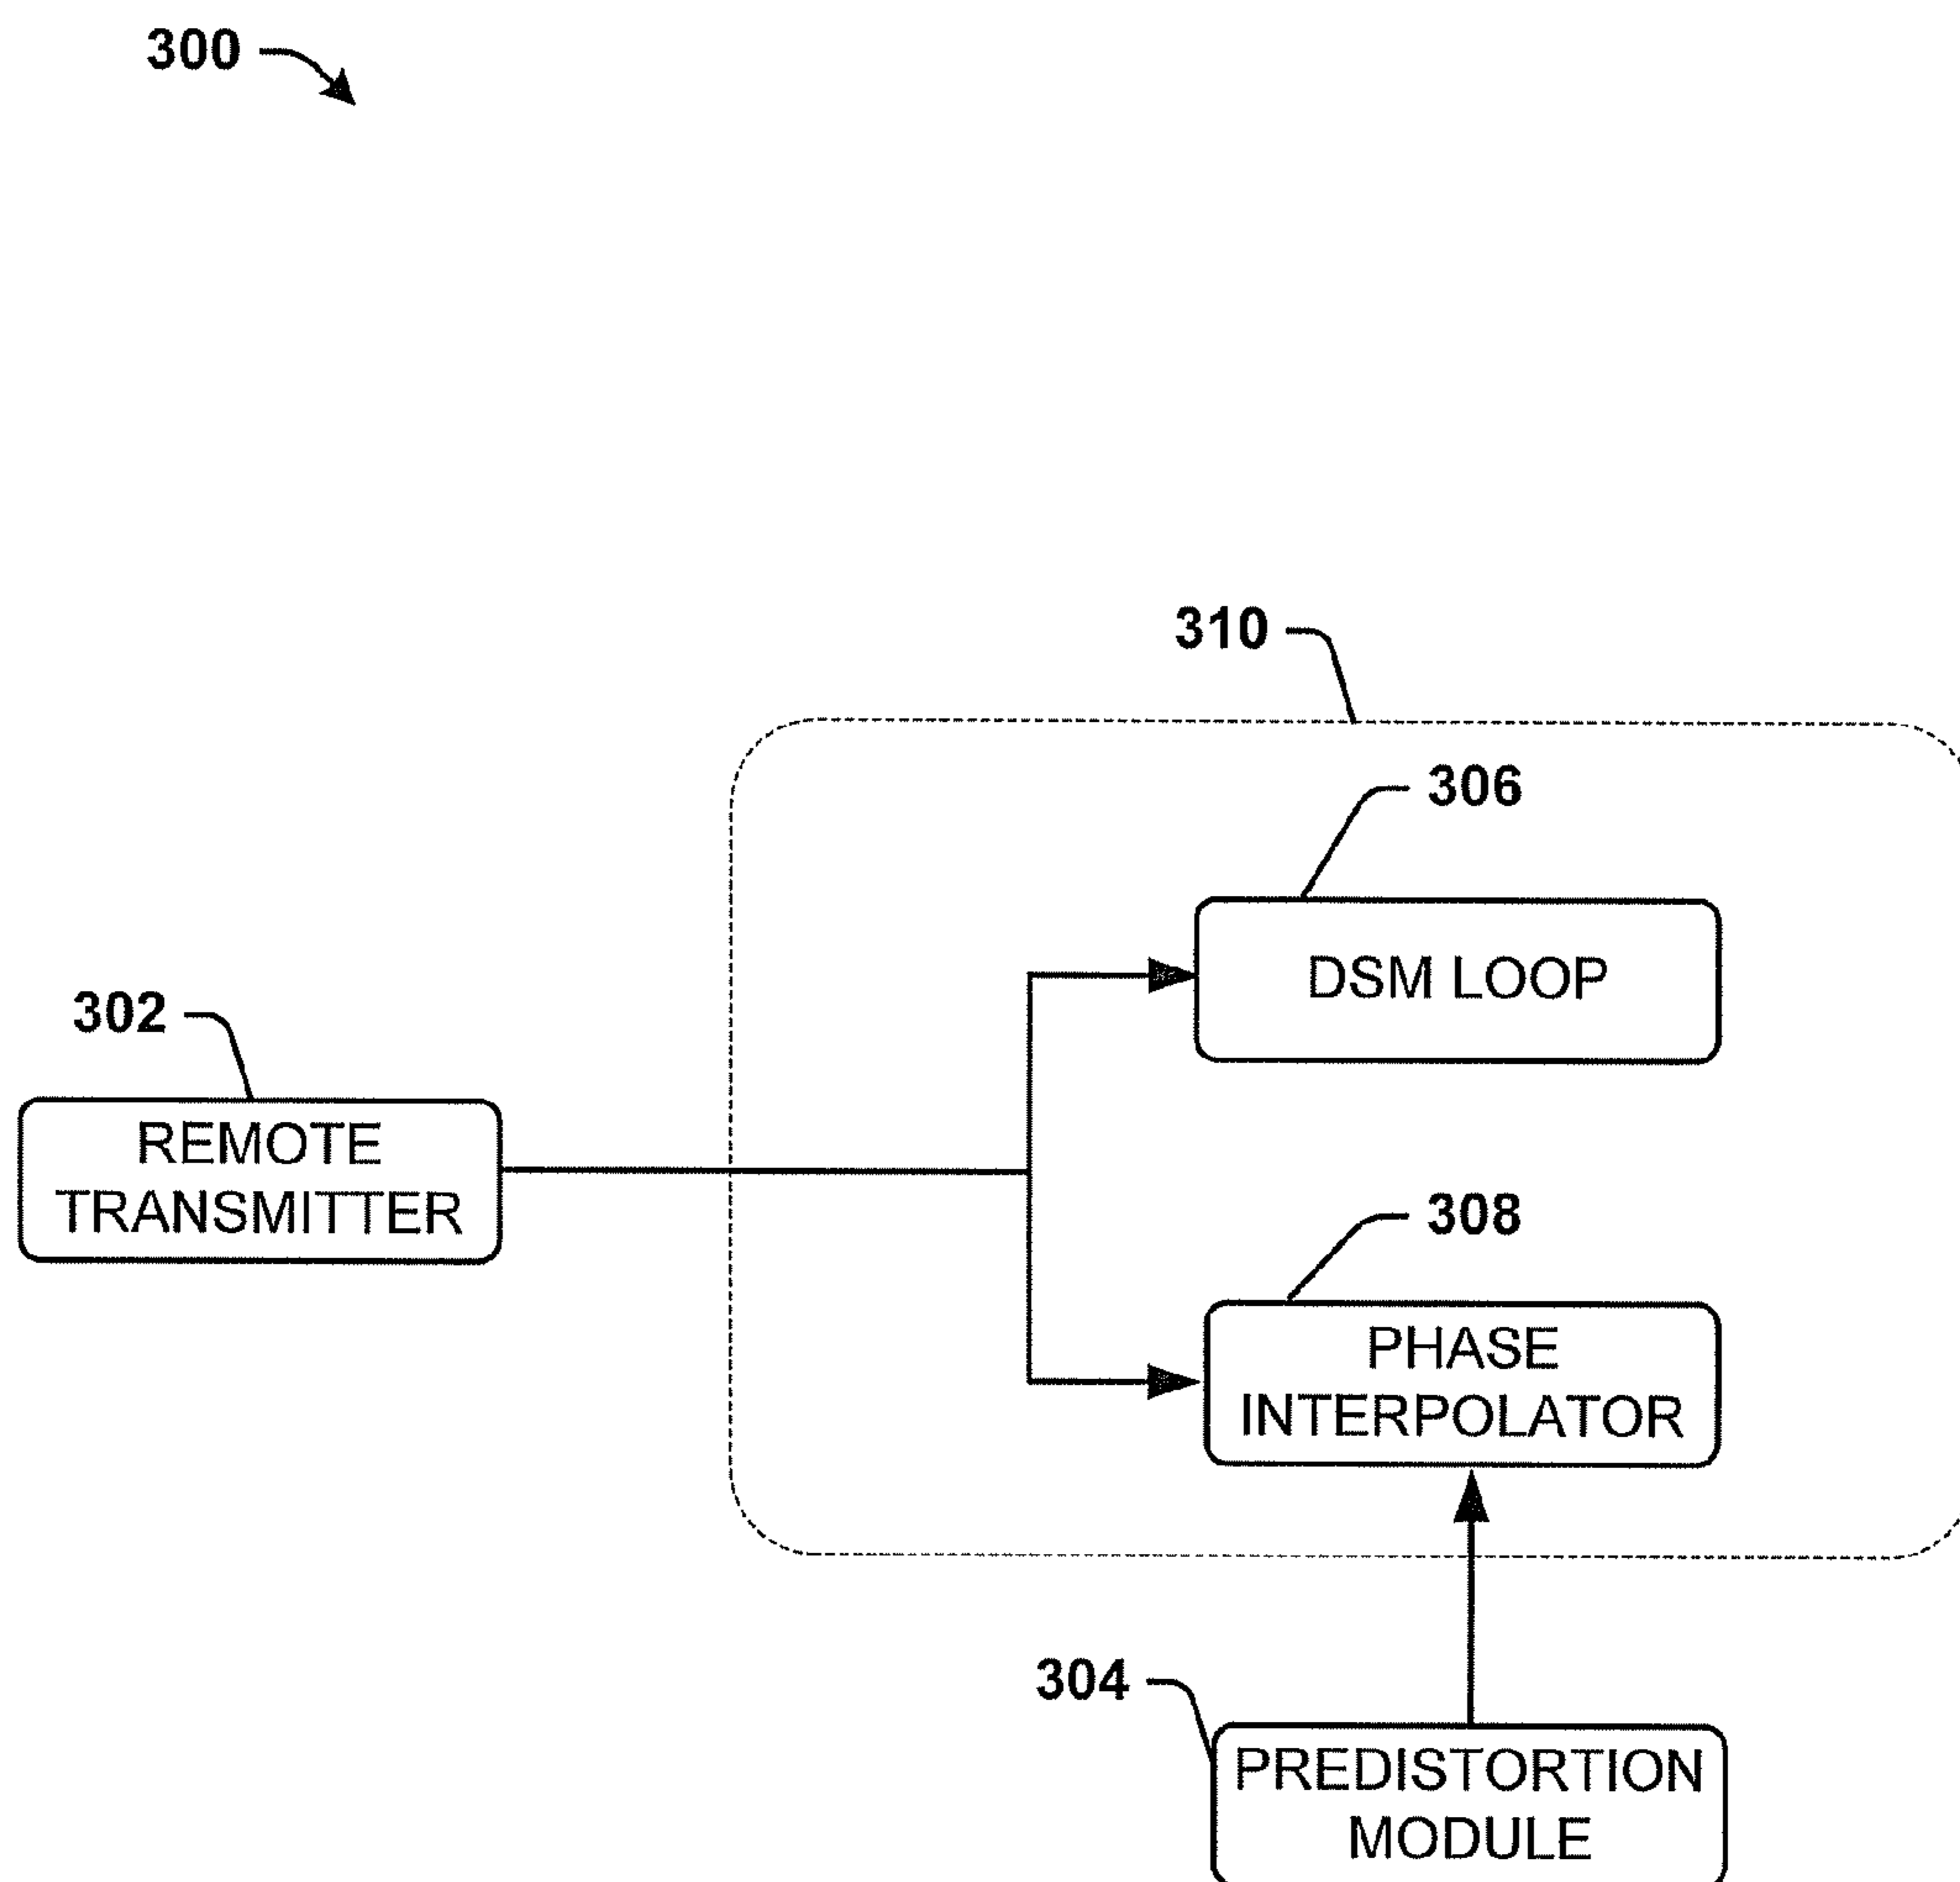 300
310
306
DSM LOOP
302
REMOTE
TRANSMITTER
308
PHASE
INTERPOLATOR
304
PREDISTORTION
MODULE